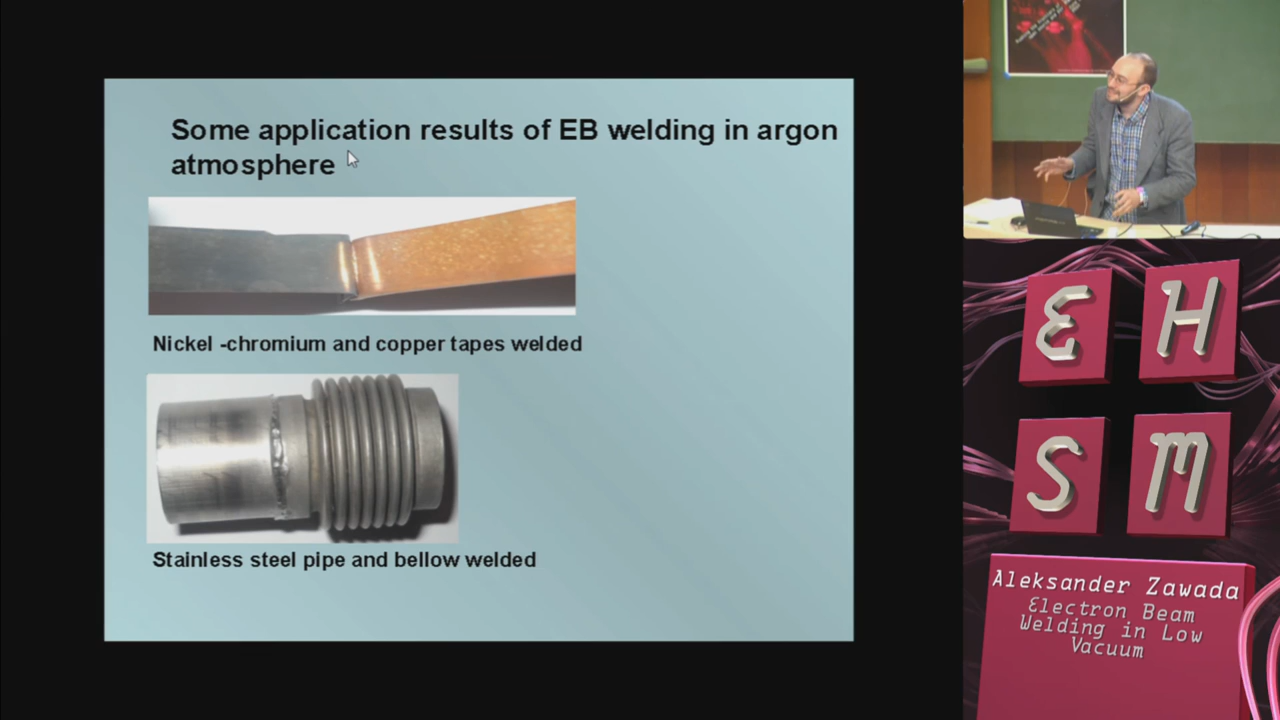 Some application results of EB welding in argon
atmosphere
Nickel -chromium and copper tapes welded
Stainless steel pipe and bellow welded
E H
S M
Aleksander Zawada
Electron Beam
Welding in Low
Vacuum